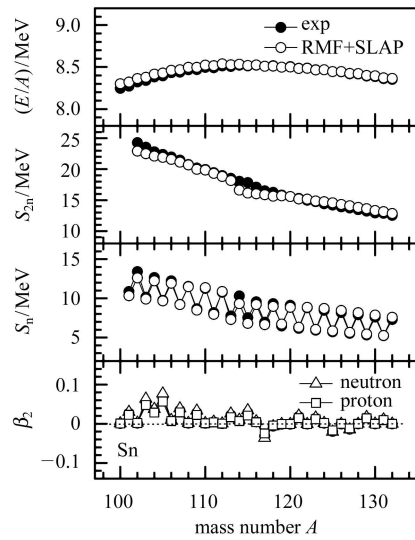 9.0
8.5
8.0
(E/A)/MeV
exp
RMF+SLAP
25
20
15
10
S₂ₙ/MeV
15
10
5
Sₙ/MeV
0.1
0
−0.1
β₂
neutron
proton
Sn
100 110 120 130
mass number A